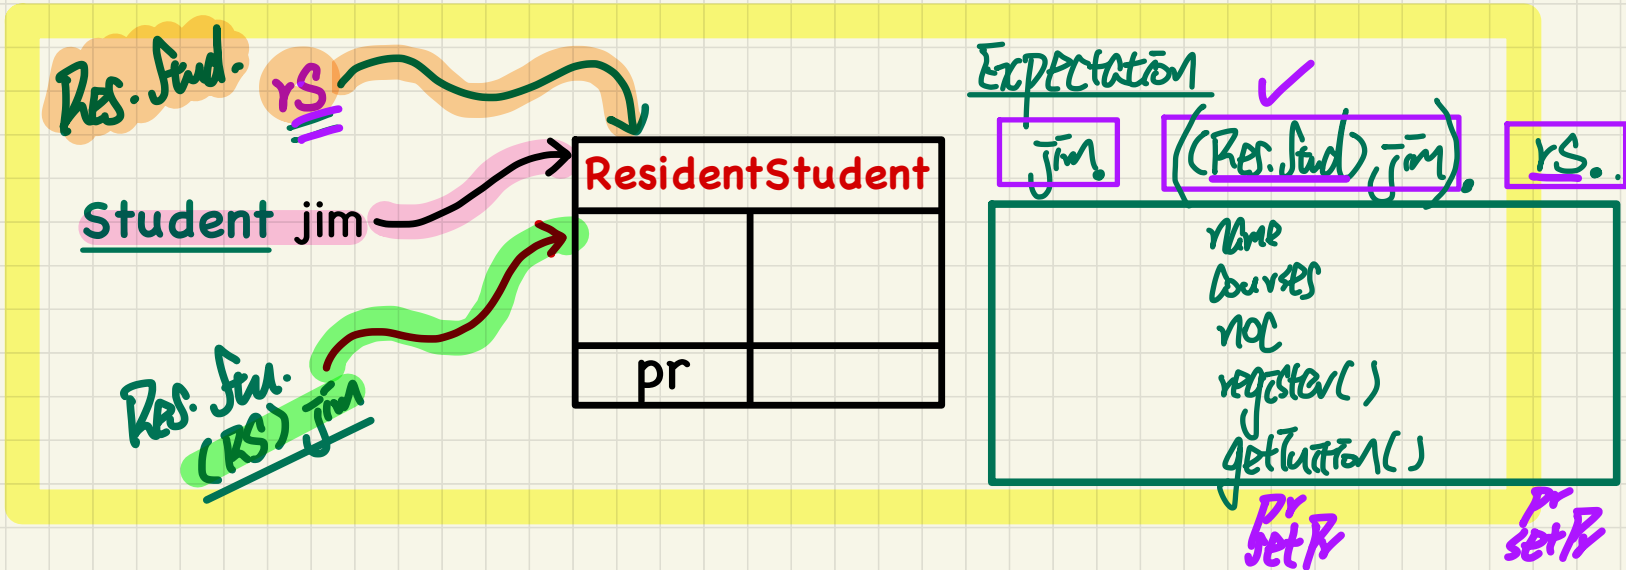 Res. Stud. rS
Student jim
Res. Stu.
(RS) jim
ResidentStudent
pr
Expectation
jim. ((Res. Stud) jim). rs.
name
courses
noc
register()
getTuition()
pr pr
setPr setPr